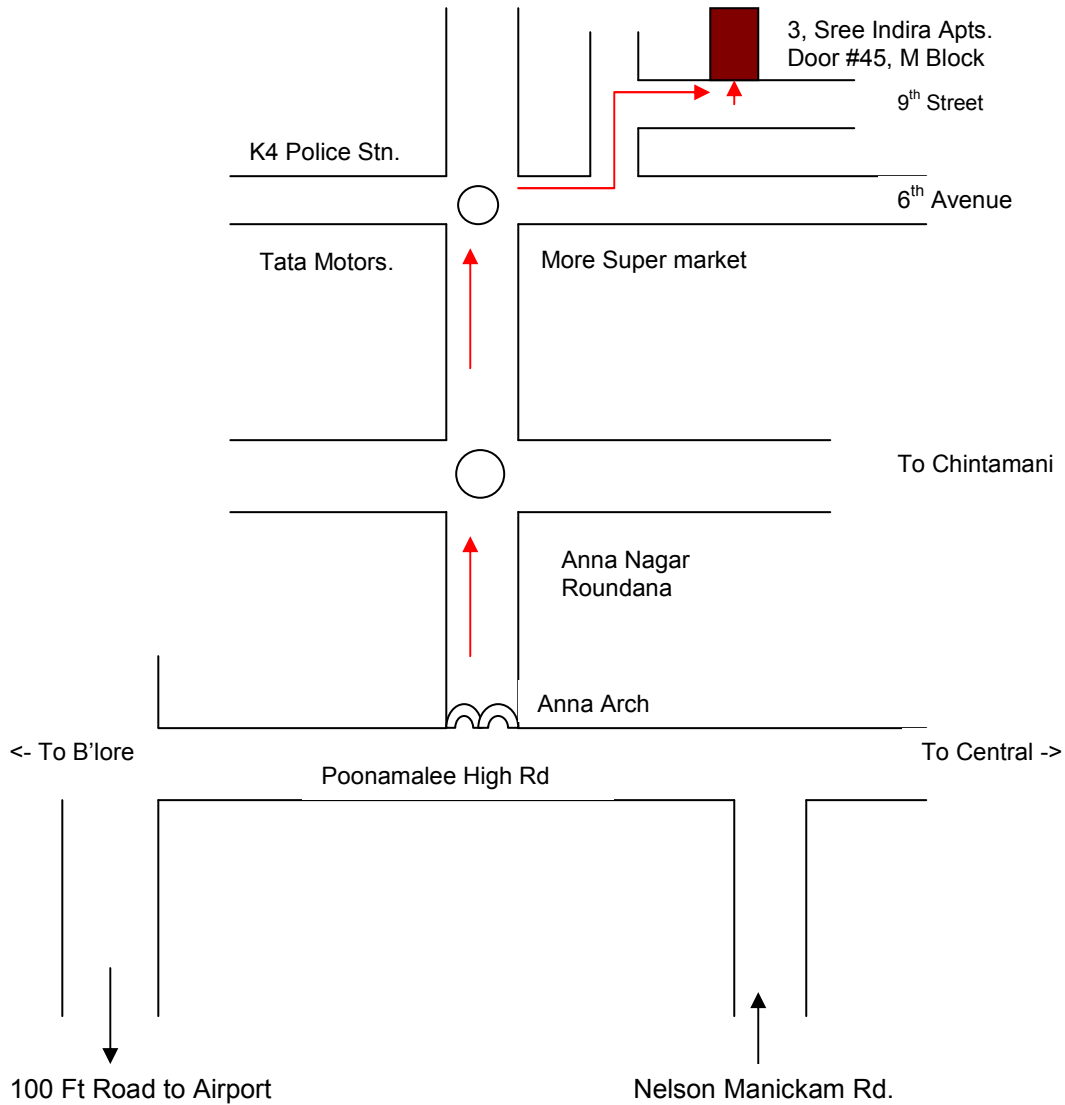 3, Sree Indira Apts.
Door #45, M Block
9th Street
K4 Police Stn.
6th Avenue
Tata Motors.
More Super market
To Chintamani
Anna Nagar
Roundana
Anna Arch
<- To B’lore
To Central ->
Poonamalee High Rd
100 Ft Road to Airport
Nelson Manickam Rd.